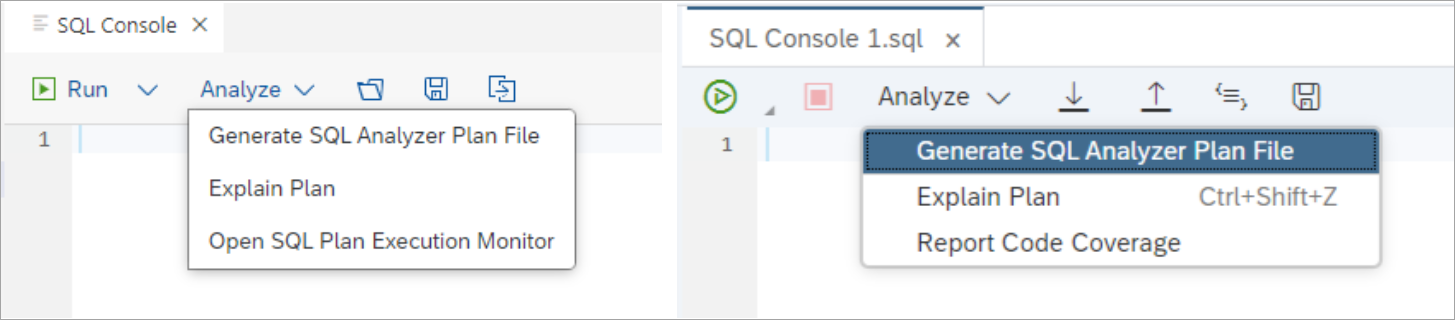 SQL Console
Run
Analyze
Generate SQL Analyzer Plan File
Explain Plan
Open SQL Plan Execution Monitor
1
SQL Console 1.sql
Analyze
Generate SQL Analyzer Plan File
Explain Plan Ctrl+Shift+Z
Report Code Coverage
1